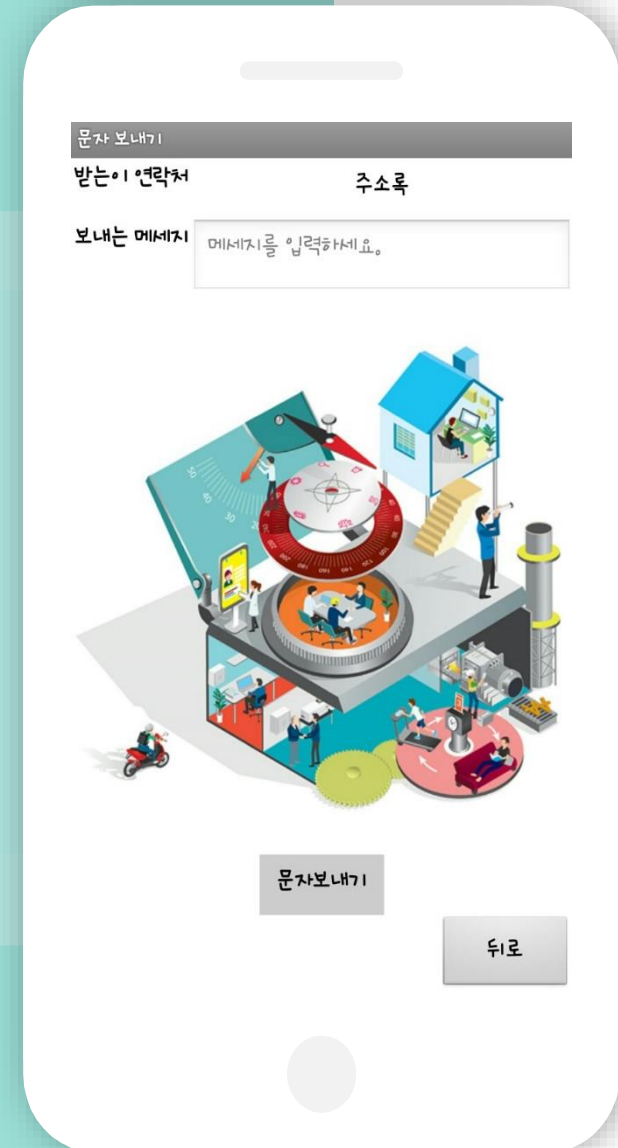 문자 보내기
받는이 연락처
주소록
보내는 메세지
메세지를 입력하세요。
문자보내기
뒤로